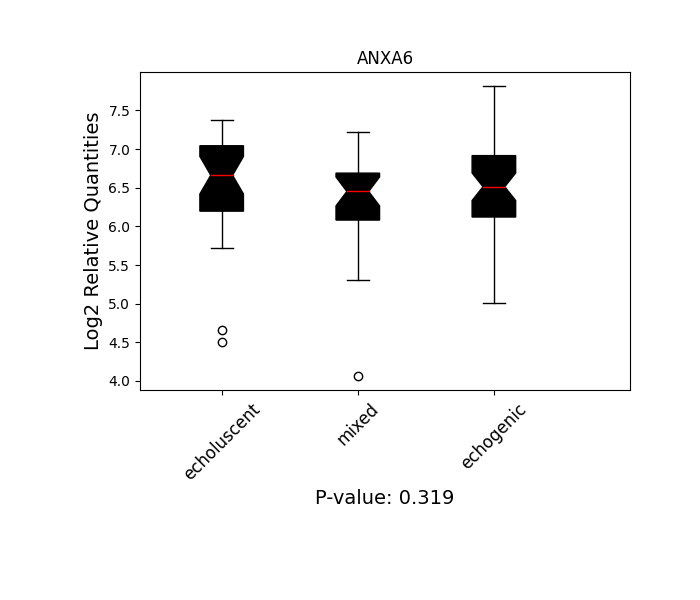 ANXA6
Log2 Relative Quantities
7.5
7.0
6.5
6.0
5.5
5.0
4.5
4.0
echoluscent
mixed
echogenic
P-value: 0.319